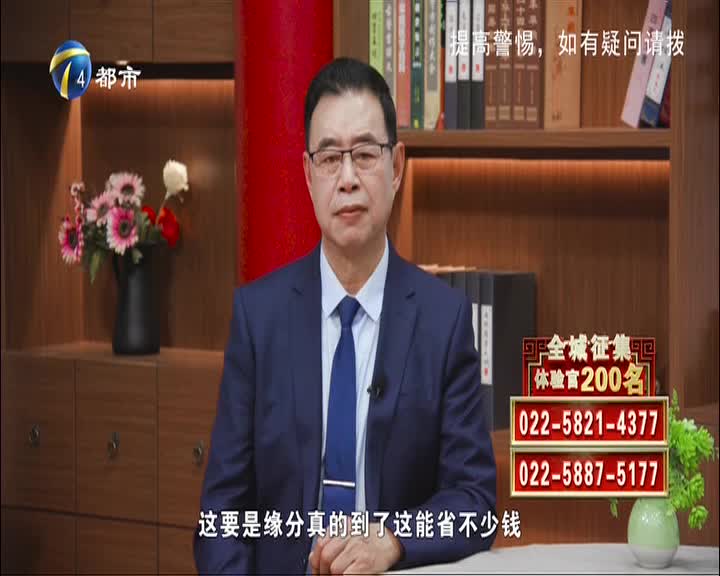 提高警惕，如有疑问请拨
4 都市
全城征集
体验官200名
022-5821-4377
022-5887-5177
这要是缘分真的到了这能省不少钱